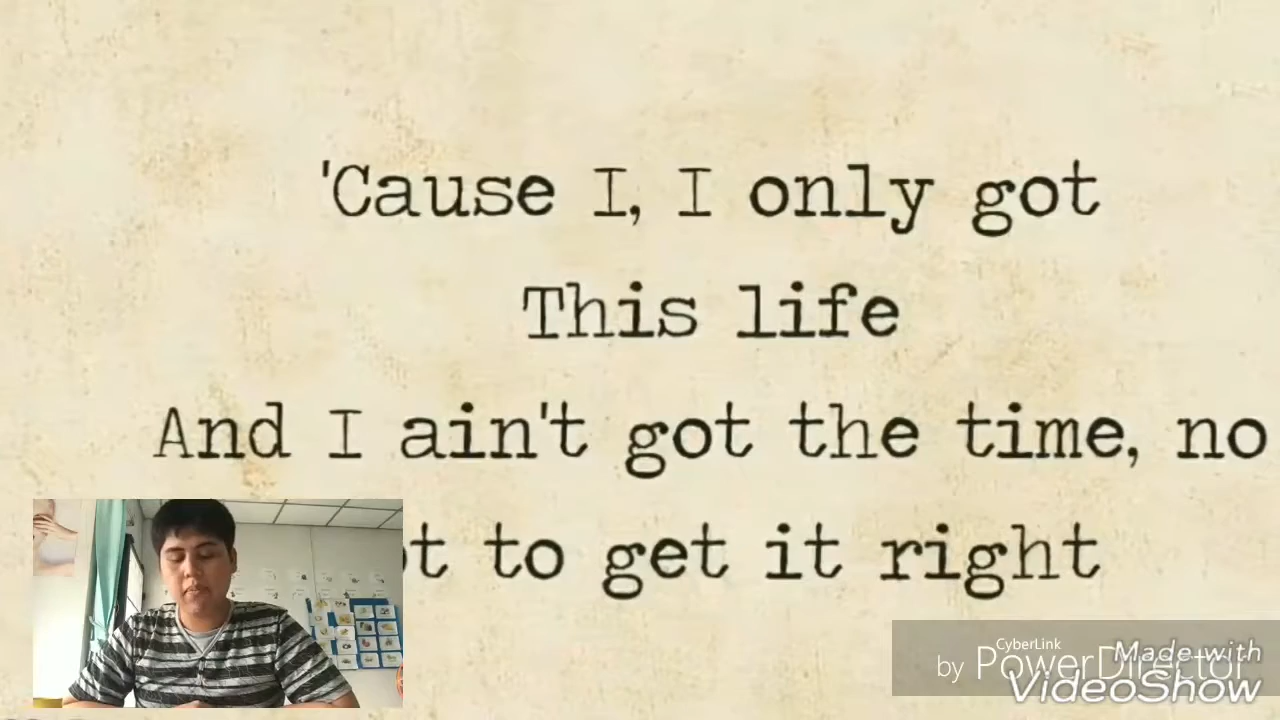 'Cause I, I only got
This life
And I ain't got the time, no
to get it right
CyberLink
by PowerDirector
Made with
VideoShow